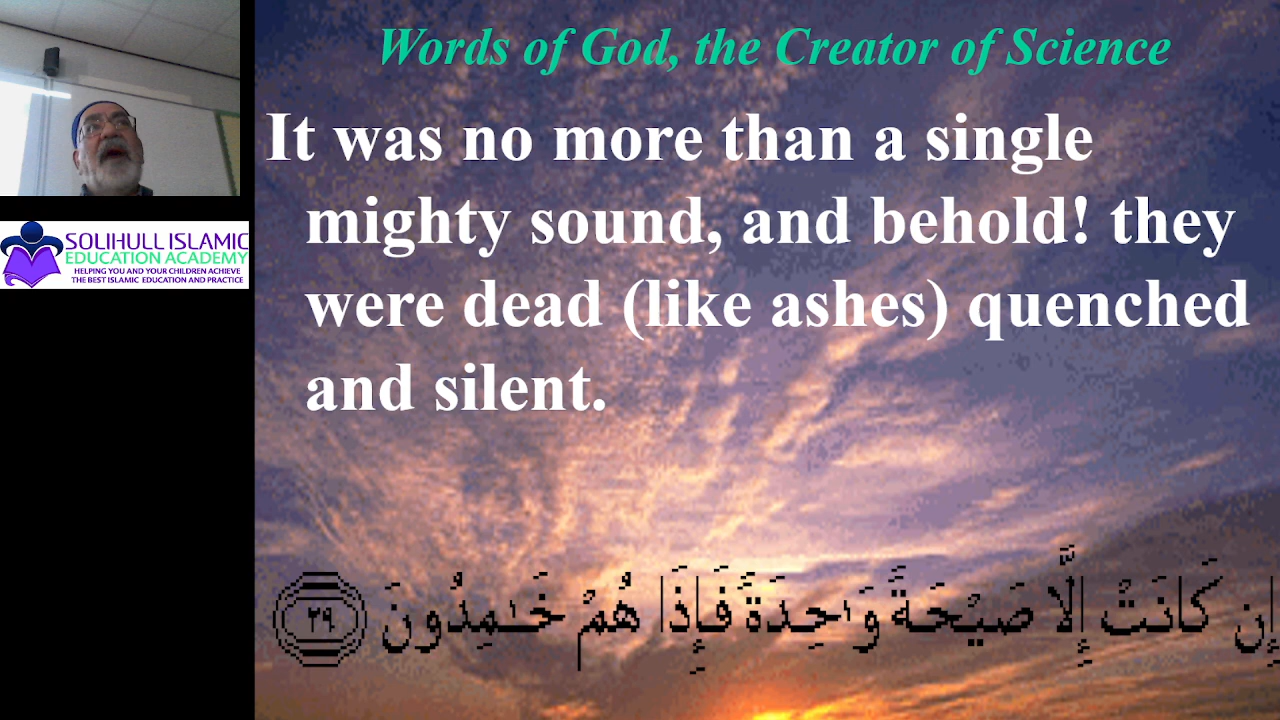 Words of God, the Creator of Science
It was no more than a single
mighty sound, and behold! they
were dead (like ashes) quenched
and silent.
إِن كَانَتْ إِلَّا صَيْحَةً وَٰحِدَةً فَإِذَا هُمْ خَـٰمِدُونَ ٢٩
SOLIHULL ISLAMIC
EDUCATION ACADEMY
HELPING YOU AND YOUR CHILDREN ACHIEVE
THE BEST ISLAMIC EDUCATION AND PRACTICE